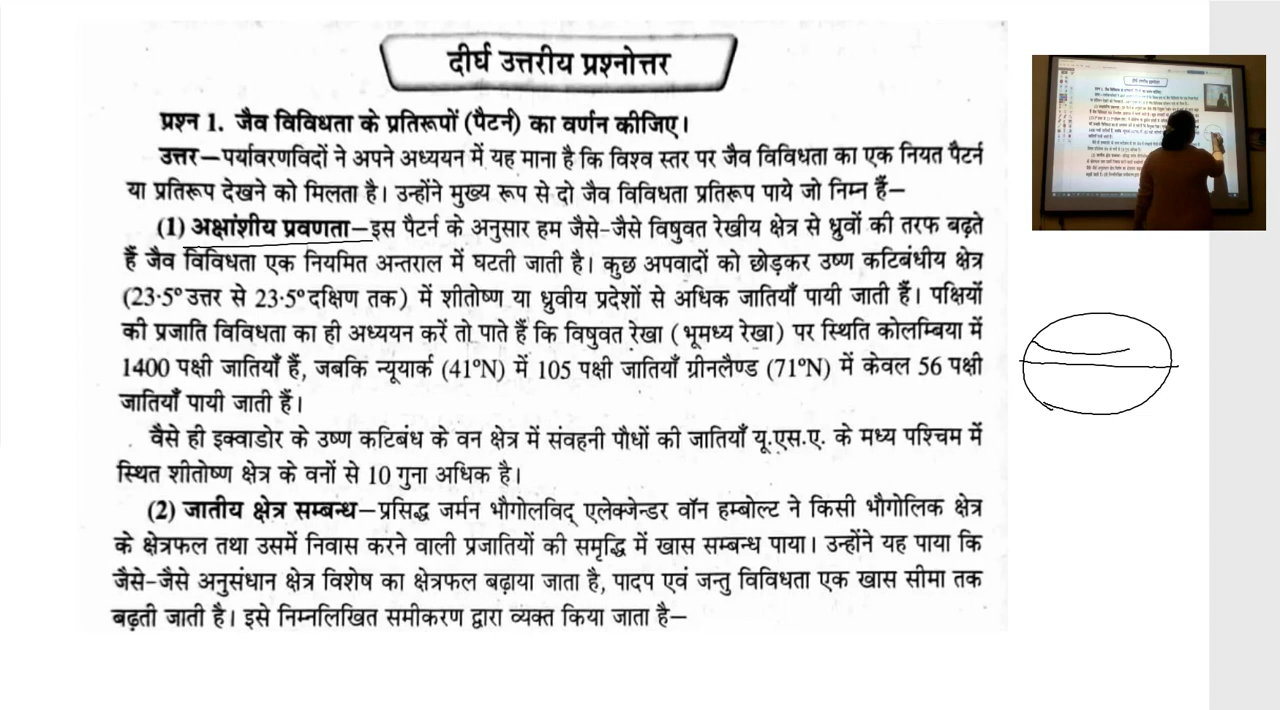 दीर्घ उत्तरीय प्रश्नोत्तर
प्रश्न 1. जैव विविधता के प्रतिरूपों (पैटर्न) का वर्णन कीजिए।
उत्तर–पर्यावरणविदों ने अपने अध्ययन में यह माना है कि विश्व स्तर पर जैव विविधता का एक नियत पैटर्न
या प्रतिरूप देखने को मिलता है। उन्होंने मुख्य रूप से दो जैव विविधता प्रतिरूप पाये जो निम्न हैं–
(1) अक्षांशीय प्रवणता–इस पैटर्न के अनुसार हम जैसे-जैसे विषुवत रेखीय क्षेत्र से ध्रुवों की तरफ बढ़ते
हैं जैव विविधता एक नियमित अन्तराल में घटती जाती है। कुछ अपवादों को छोड़कर उष्ण कटिबंधीय क्षेत्र
(23·5° उत्तर से 23·5° दक्षिण तक) में शीतोष्ण या ध्रुवीय प्रदेशों से अधिक जातियाँ पायी जाती हैं। पक्षियों
की प्रजाति विविधता का ही अध्ययन करें तो पाते हैं कि विषुवत रेखा (भूमध्य रेखा) पर स्थिति कोलम्बिया में
1400 पक्षी जातियाँ हैं, जबकि न्यूयार्क (41°N) में 105 पक्षी जातियाँ ग्रीनलैण्ड (71°N) में केवल 56 पक्षी
जातियाँ पायी जाती हैं।
वैसे ही इक्वाडोर के उष्ण कटिबंध के वन क्षेत्र में संवहनी पौधों की जातियाँ यू.एस.ए. के मध्य पश्चिम में
स्थित शीतोष्ण क्षेत्र के वनों से 10 गुना अधिक है।
(2) जातीय क्षेत्र सम्बन्ध–प्रसिद्ध जर्मन भौगोलविद् एलेक्जेन्डर वॉन हम्बोल्ट ने किसी भौगोलिक क्षेत्र
के क्षेत्रफल तथा उसमें निवास करने वाली प्रजातियों की समृद्धि में खास सम्बन्ध पाया। उन्होंने यह पाया कि
जैसे-जैसे अनुसंधान क्षेत्र विशेष का क्षेत्रफल बढ़ाया जाता है, पादप एवं जन्तु विविधता एक खास सीमा तक
बढ़ती जाती है। इसे निम्नलिखित समीकरण द्वारा व्यक्त किया जाता है–